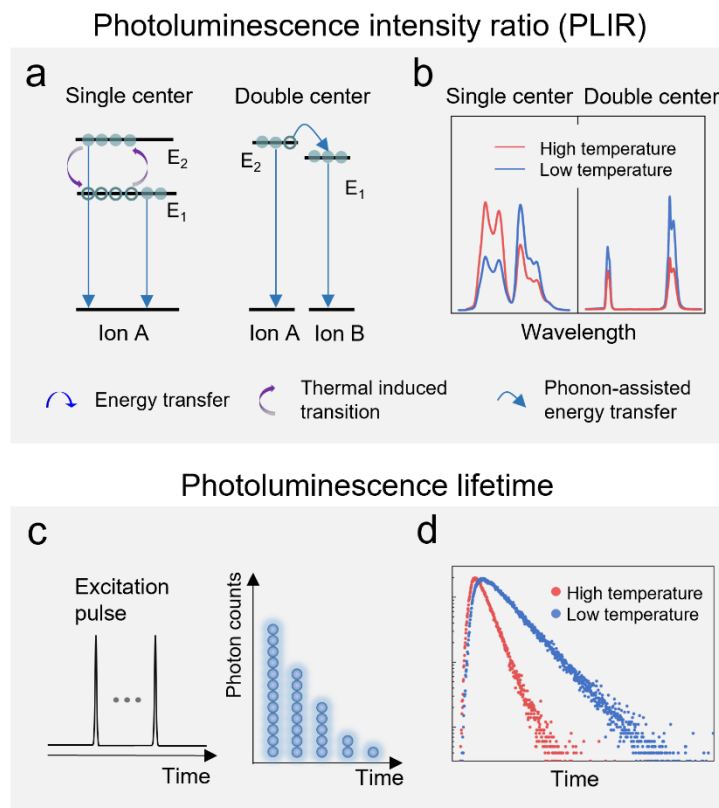 Photoluminescence intensity ratio (PLIR)
a
Single center
Double center
E2
E1
E2
E1
Ion A
Ion A
Ion B
b
Single center
Double center
High temperature
Low temperature
Wavelength
Energy transfer
Thermal induced
transition
Phonon-assisted
energy transfer
Photoluminescence lifetime
c
Excitation
pulse
Time
Photon counts
Time
d
High temperature
Low temperature
Time